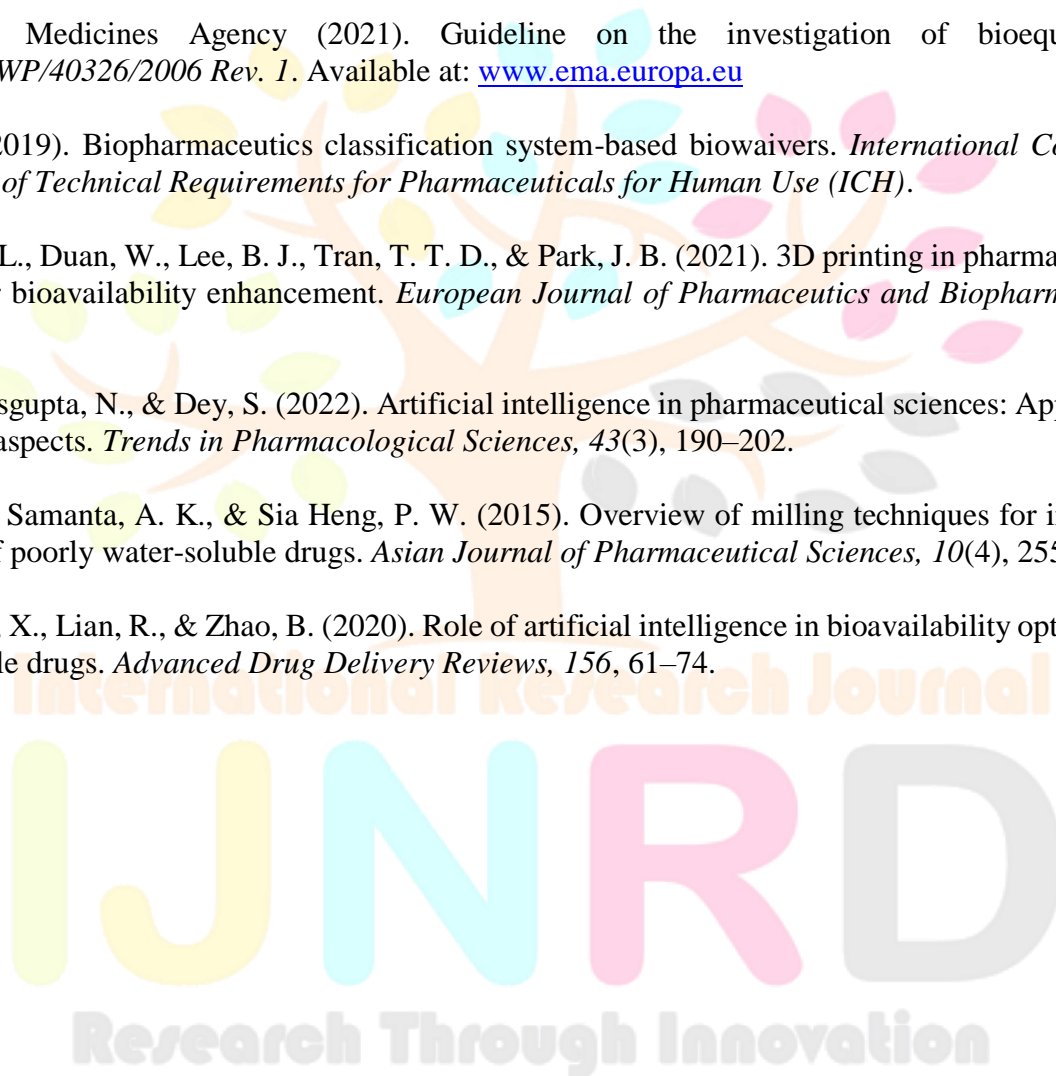 Medicines Agency (2021). Guideline on the investigation of bioequ
WP/40326/2006 Rev. 1. Available at: www.ema.europa.eu
2019). Biopharmaceutics classification system-based biowaivers. International Co
of Technical Requirements for Pharmaceuticals for Human Use (ICH).
L., Duan, W., Lee, B. J., Tran, T. T. D., & Park, J. B. (2021). 3D printing in pharma
bioavailability enhancement. European Journal of Pharmaceutics and Biopharm
sgupta, N., & Dey, S. (2022). Artificial intelligence in pharmaceutical sciences: App
aspects. Trends in Pharmacological Sciences, 43(3), 190–202.
Samanta, A. K., & Sia Heng, P. W. (2015). Overview of milling techniques for i
f poorly water-soluble drugs. Asian Journal of Pharmaceutical Sciences, 10(4), 255
X., Lian, R., & Zhao, B. (2020). Role of artificial intelligence in bioavailability opt
le drugs. Advanced Drug Delivery Reviews, 156, 61–74.
International Research Journal
IJNRD
Research Through Innovation